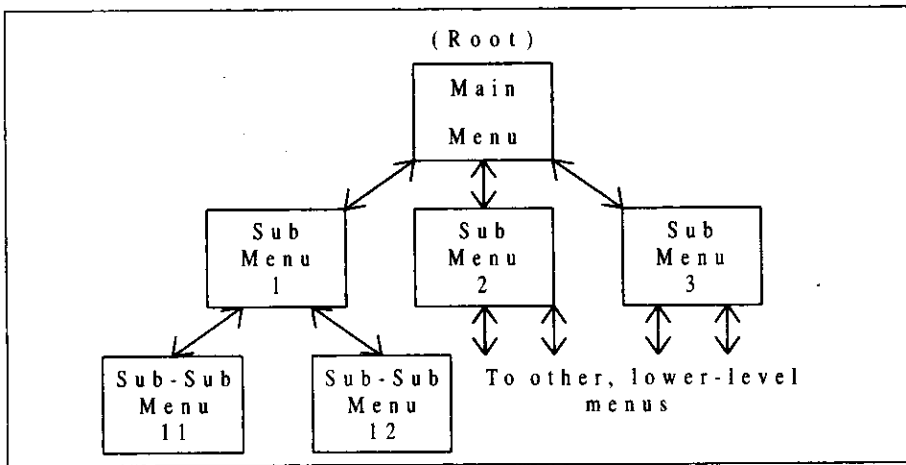 (Root)
Main
Menu
Sub
Menu
1
Sub
Menu
2
Sub
Menu
3
Sub-Sub
Menu
11
Sub-Sub
Menu
12
To other, lower-level
menus